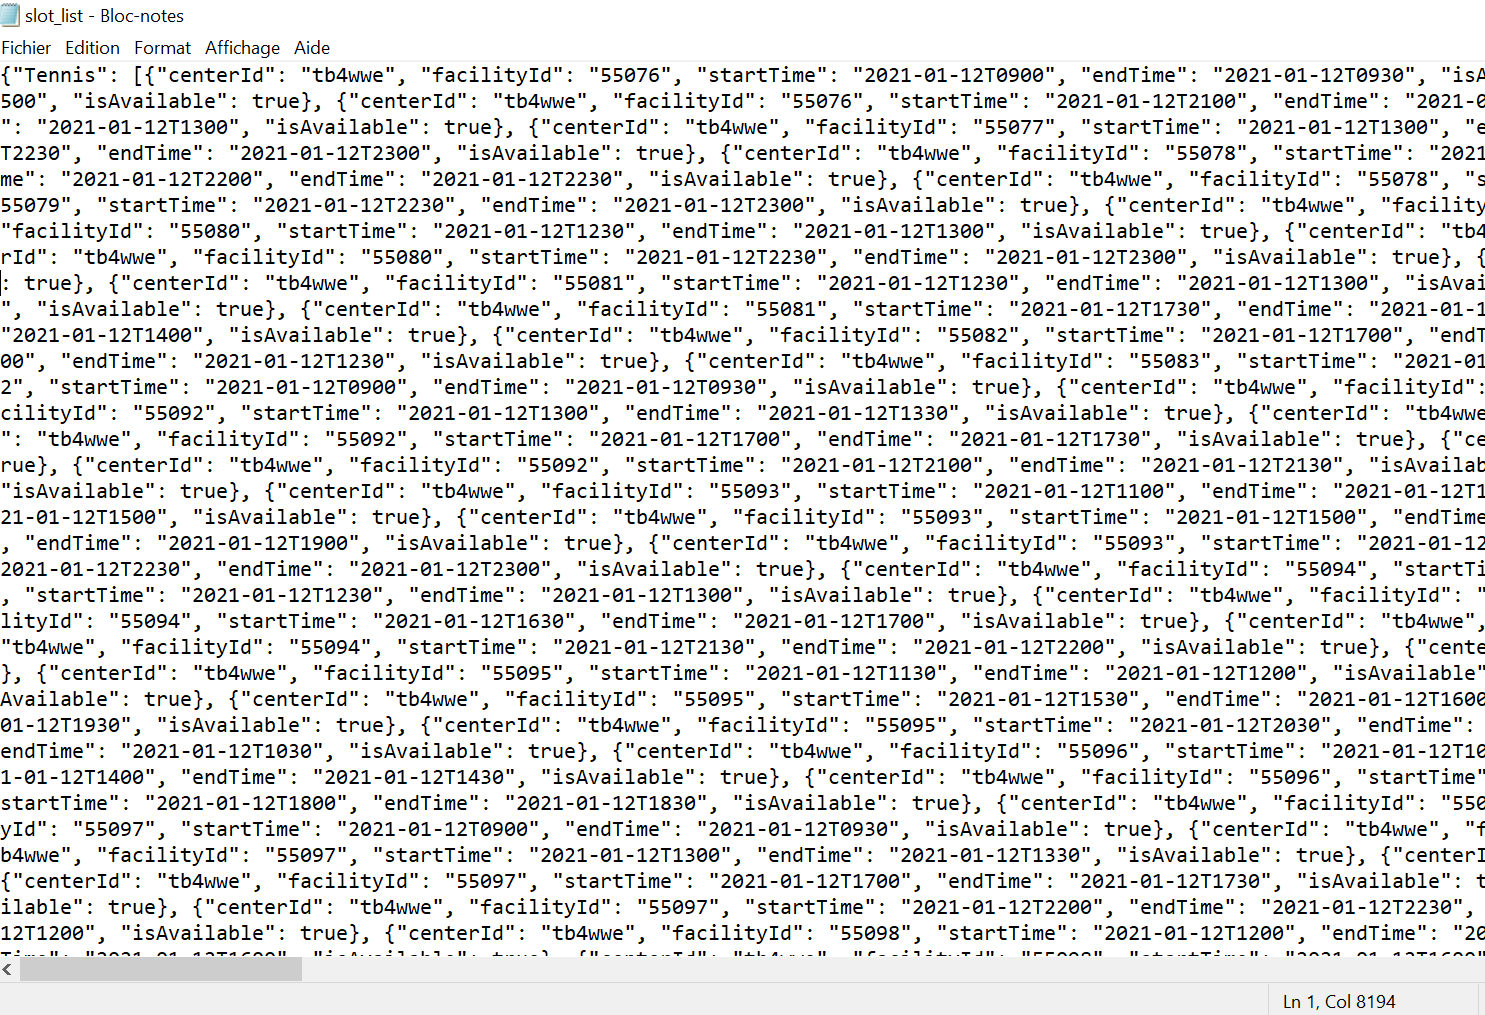 slot_list - Bloc-notes
Fichier Edition Format Affichage Aide
{"Tennis": [{"centerId": "tb4wwe", "facilityId": "55076", "startTime": "2021-01-12T0900", "endTime": "2021-01-12T0930", "isA
500", "isAvailable": true}, {"centerId": "tb4wwe", "facilityId": "55076", "startTime": "2021-01-12T2100", "endTime": "2021-0
": "2021-01-12T1300", "isAvailable": true}, {"centerId": "tb4wwe", "facilityId": "55077", "startTime": "2021-01-12T1300", "e
T2230", "endTime": "2021-01-12T2300", "isAvailable": true}, {"centerId": "tb4wwe", "facilityId": "55078", "startTime": "2021
me": "2021-01-12T2200", "endTime": "2021-01-12T2230", "isAvailable": true}, {"centerId": "tb4wwe", "facilityId": "55078", "s
55079", "startTime": "2021-01-12T2230", "endTime": "2021-01-12T2300", "isAvailable": true}, {"centerId": "tb4wwe", "facility
"facilityId": "55080", "startTime": "2021-01-12T1230", "endTime": "2021-01-12T1300", "isAvailable": true}, {"centerId": "tb4
rId": "tb4wwe", "facilityId": "55080", "startTime": "2021-01-12T2230", "endTime": "2021-01-12T2300", "isAvailable": true}, {
: true}, {"centerId": "tb4wwe", "facilityId": "55081", "startTime": "2021-01-12T1230", "endTime": "2021-01-12T1300", "isAvai
", "isAvailable": true}, {"centerId": "tb4wwe", "facilityId": "55081", "startTime": "2021-01-12T1730", "endTime": "2021-01-1
"2021-01-12T1400", "isAvailable": true}, {"centerId": "tb4wwe", "facilityId": "55082", "startTime": "2021-01-12T1700", "endT
00", "endTime": "2021-01-12T1230", "isAvailable": true}, {"centerId": "tb4wwe", "facilityId": "55083", "startTime": "2021-01
2", "startTime": "2021-01-12T0900", "endTime": "2021-01-12T0930", "isAvailable": true}, {"centerId": "tb4wwe", "facilityId":
cilityId": "55092", "startTime": "2021-01-12T1300", "endTime": "2021-01-12T1330", "isAvailable": true}, {"centerId": "tb4wwe
": "tb4wwe", "facilityId": "55092", "startTime": "2021-01-12T1700", "endTime": "2021-01-12T1730", "isAvailable": true}, {"ce
rue}, {"centerId": "tb4wwe", "facilityId": "55092", "startTime": "2021-01-12T2100", "endTime": "2021-01-12T2130", "isAvailab
"isAvailable": true}, {"centerId": "tb4wwe", "facilityId": "55093", "startTime": "2021-01-12T1100", "endTime": "2021-01-12T1
21-01-12T1500", "isAvailable": true}, {"centerId": "tb4wwe", "facilityId": "55093", "startTime": "2021-01-12T1500", "endTime
, "endTime": "2021-01-12T1900", "isAvailable": true}, {"centerId": "tb4wwe", "facilityId": "55093", "startTime": "2021-01-12
2021-01-12T2230", "endTime": "2021-01-12T2300", "isAvailable": true}, {"centerId": "tb4wwe", "facilityId": "55094", "startTi
, "startTime": "2021-01-12T1230", "endTime": "2021-01-12T1300", "isAvailable": true}, {"centerId": "tb4wwe", "facilityId": "
lityId": "55094", "startTime": "2021-01-12T1630", "endTime": "2021-01-12T1700", "isAvailable": true}, {"centerId": "tb4wwe",
"tb4wwe", "facilityId": "55094", "startTime": "2021-01-12T2130", "endTime": "2021-01-12T2200", "isAvailable": true}, {"cente
}, {"centerId": "tb4wwe", "facilityId": "55095", "startTime": "2021-01-12T1130", "endTime": "2021-01-12T1200", "isAvailable"
Available": true}, {"centerId": "tb4wwe", "facilityId": "55095", "startTime": "2021-01-12T1530", "endTime": "2021-01-12T1600
01-12T1930", "isAvailable": true}, {"centerId": "tb4wwe", "facilityId": "55095", "startTime": "2021-01-12T2030", "endTime":
endTime": "2021-01-12T1030", "isAvailable": true}, {"centerId": "tb4wwe", "facilityId": "55096", "startTime": "2021-01-12T10
1-01-12T1400", "endTime": "2021-01-12T1430", "isAvailable": true}, {"centerId": "tb4wwe", "facilityId": "55096", "startTime"
startTime": "2021-01-12T1800", "endTime": "2021-01-12T1830", "isAvailable": true}, {"centerId": "tb4wwe", "facilityId": "550
yId": "55097", "startTime": "2021-01-12T0900", "endTime": "2021-01-12T0930", "isAvailable": true}, {"centerId": "tb4wwe", "f
b4wwe", "facilityId": "55097", "startTime": "2021-01-12T1300", "endTime": "2021-01-12T1330", "isAvailable": true}, {"centerI
{"centerId": "tb4wwe", "facilityId": "55097", "startTime": "2021-01-12T1700", "endTime": "2021-01-12T1730", "isAvailable": t
ilable": true}, {"centerId": "tb4wwe", "facilityId": "55097", "startTime": "2021-01-12T2200", "endTime": "2021-01-12T2230",
12T1200", "isAvailable": true}, {"centerId": "tb4wwe", "facilityId": "55098", "startTime": "2021-01-12T1200", "endTime": "20
Time": "2021-01-12T1600", "isAvailable": true}, {"centerId": "tb4wwe", "facilityId": "55098", "startTime": "2021-01-12T1600"
Ln 1, Col 8194